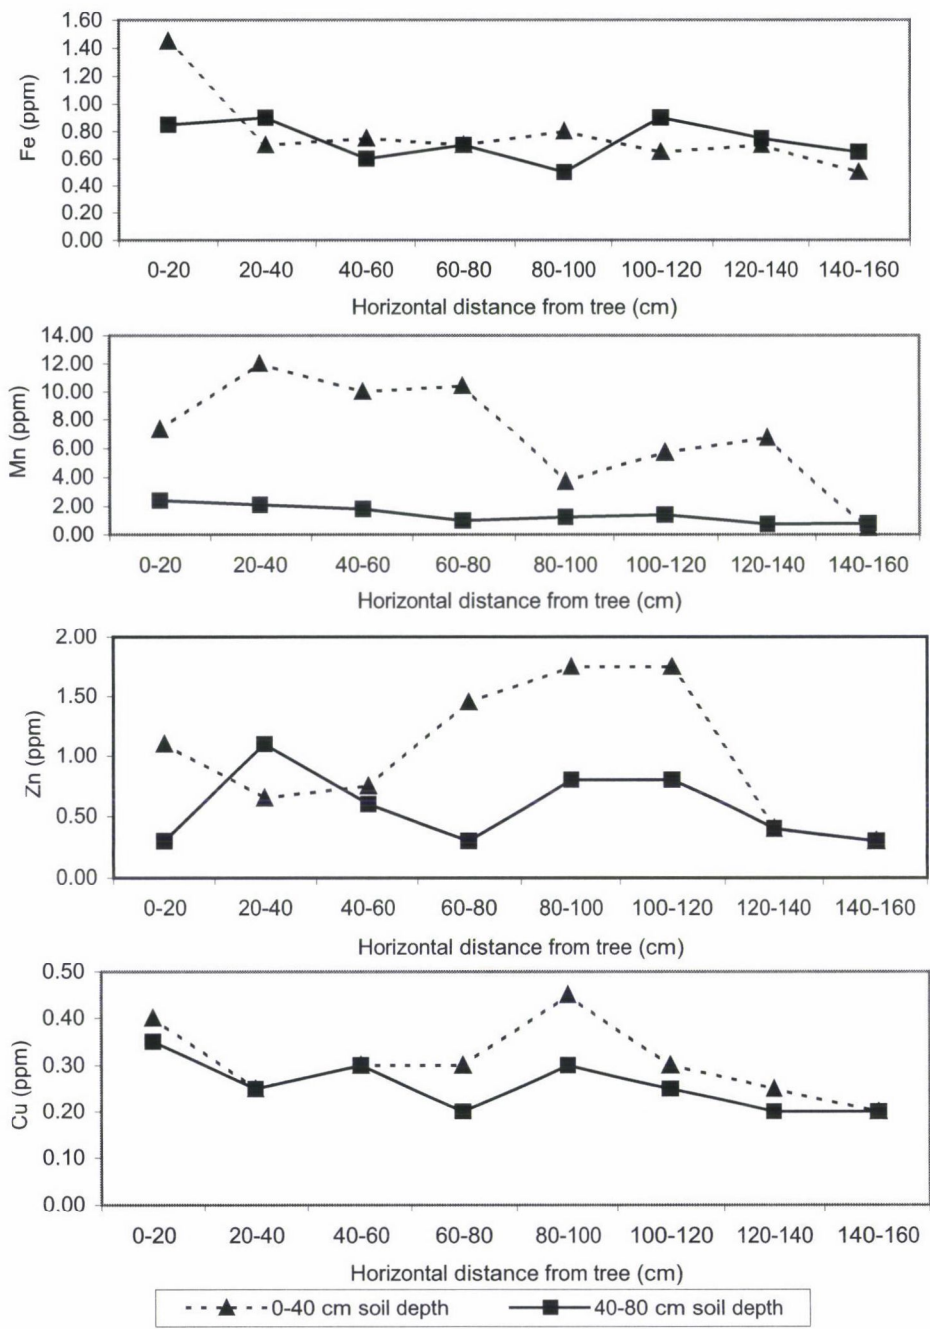 1.60
1.40
1.20
1.00
0.80
0.60
0.40
0.20
0.00
Fe (ppm)
0-20 20-40 40-60 60-80 80-100 100-120 120-140 140-160
Horizontal distance from tree (cm)
14.00
12.00
10.00
8.00
6.00
4.00
2.00
0.00
Mn (ppm)
0-20 20-40 40-60 60-80 80-100 100-120 120-140 140-160
Horizontal distance from tree (cm)
2.00
1.50
1.00
0.50
0.00
Zn (ppm)
0-20 20-40 40-60 60-80 80-100 100-120 120-140 140-160
Horizontal distance from tree (cm)
0.50
0.40
0.30
0.20
0.10
0.00
Cu (ppm)
0-20 20-40 40-60 60-80 80-100 100-120 120-140 140-160
Horizontal distance from tree (cm)
0-40 cm soil depth 40-80 cm soil depth